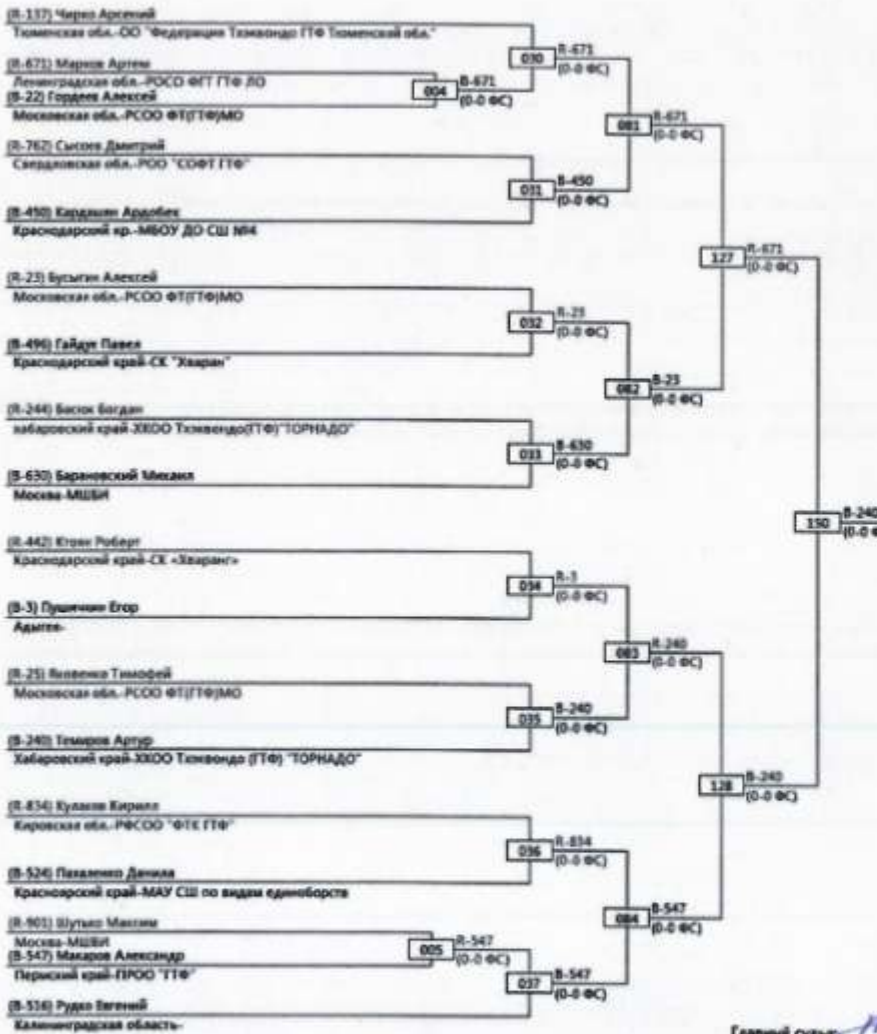 (R-137) Чирко Арсений
Тюменская обл.-ОО "Федерация Тхэквондо ГТФ Тюменской обл."
030
R-671
(0-0 ФС)
(R-671) Марков Артем
Ленинградская обл.-РОСО ФГТ ГТФ ЛО
004
B-671
(0-0 ФС)
(B-22) Гордеев Алексей
Московская обл.-РСОО ФТ(ГТФ)МО
081
R-671
(0-0 ФС)
(R-762) Сысоев Дмитрий
Свердловская обл.-РОО "СОФТ ГТФ"
031
B-450
(0-0 ФС)
(B-450) Кардашян Ардобек
Краснодарский кр.-МБОУ ДО СШ №4
127
R-671
(0-0 ФС)
(R-23) Бусыгин Алексей
Московская обл.-РСОО ФТ(ГТФ)МО
032
R-23
(0-0 ФС)
(B-496) Гайдук Павел
Краснодарский край-СК "Хваран"
082
B-23
(0-0 ФС)
(R-244) Басюк Богдан
хабаровский край-ХКОО Тхэквондо(ГТФ)"ТОРНАДО"
033
B-630
(0-0 ФС)
(B-630) Барановский Михаил
Москва-МШБИ
150
B-240
(0-0 Ф
(R-442) Ктоян Роберт
Краснодарский край-СК «Хваранг»
034
R-3
(0-0 ФС)
(B-3) Егор
Адыгея-
083
R-240
(0-0 ФС)
(R-25) Яковенко Тимофей
Московская обл.-РСОО ФТ(ГТФ)МО
035
B-240
(0-0 ФС)
(B-240) Темиров Артур
Хабаровский край-ХКОО Тхэквондо (ГТФ) "ТОРНАДО"
128
B-240
(0-0 ФС)
(R-834) Кулаков Кирилл
Кировская обл.-РФСОО "ФТК ГТФ"
036
R-834
(0-0 ФС)
(B-524) Данила
Красноярский край-МАУ СШ по видам единоборств
084
B-547
(0-0 ФС)
(R-901) Шутько Максим
Москва-МШБИ
005
R-547
(0-0 ФС)
(B-547) Макаров Александр
Пермский край-ПРОО "ГТФ"
037
B-547
(0-0 ФС)
(B-516) Рудко Евгений
Калининградская область-
Главный судья: